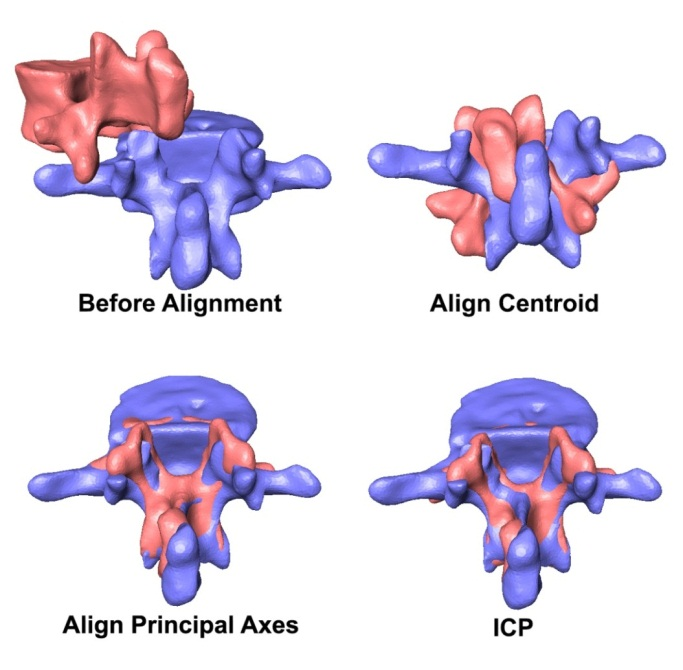 Before Alignment
Align Centroid
Align Principal Axes
ICP